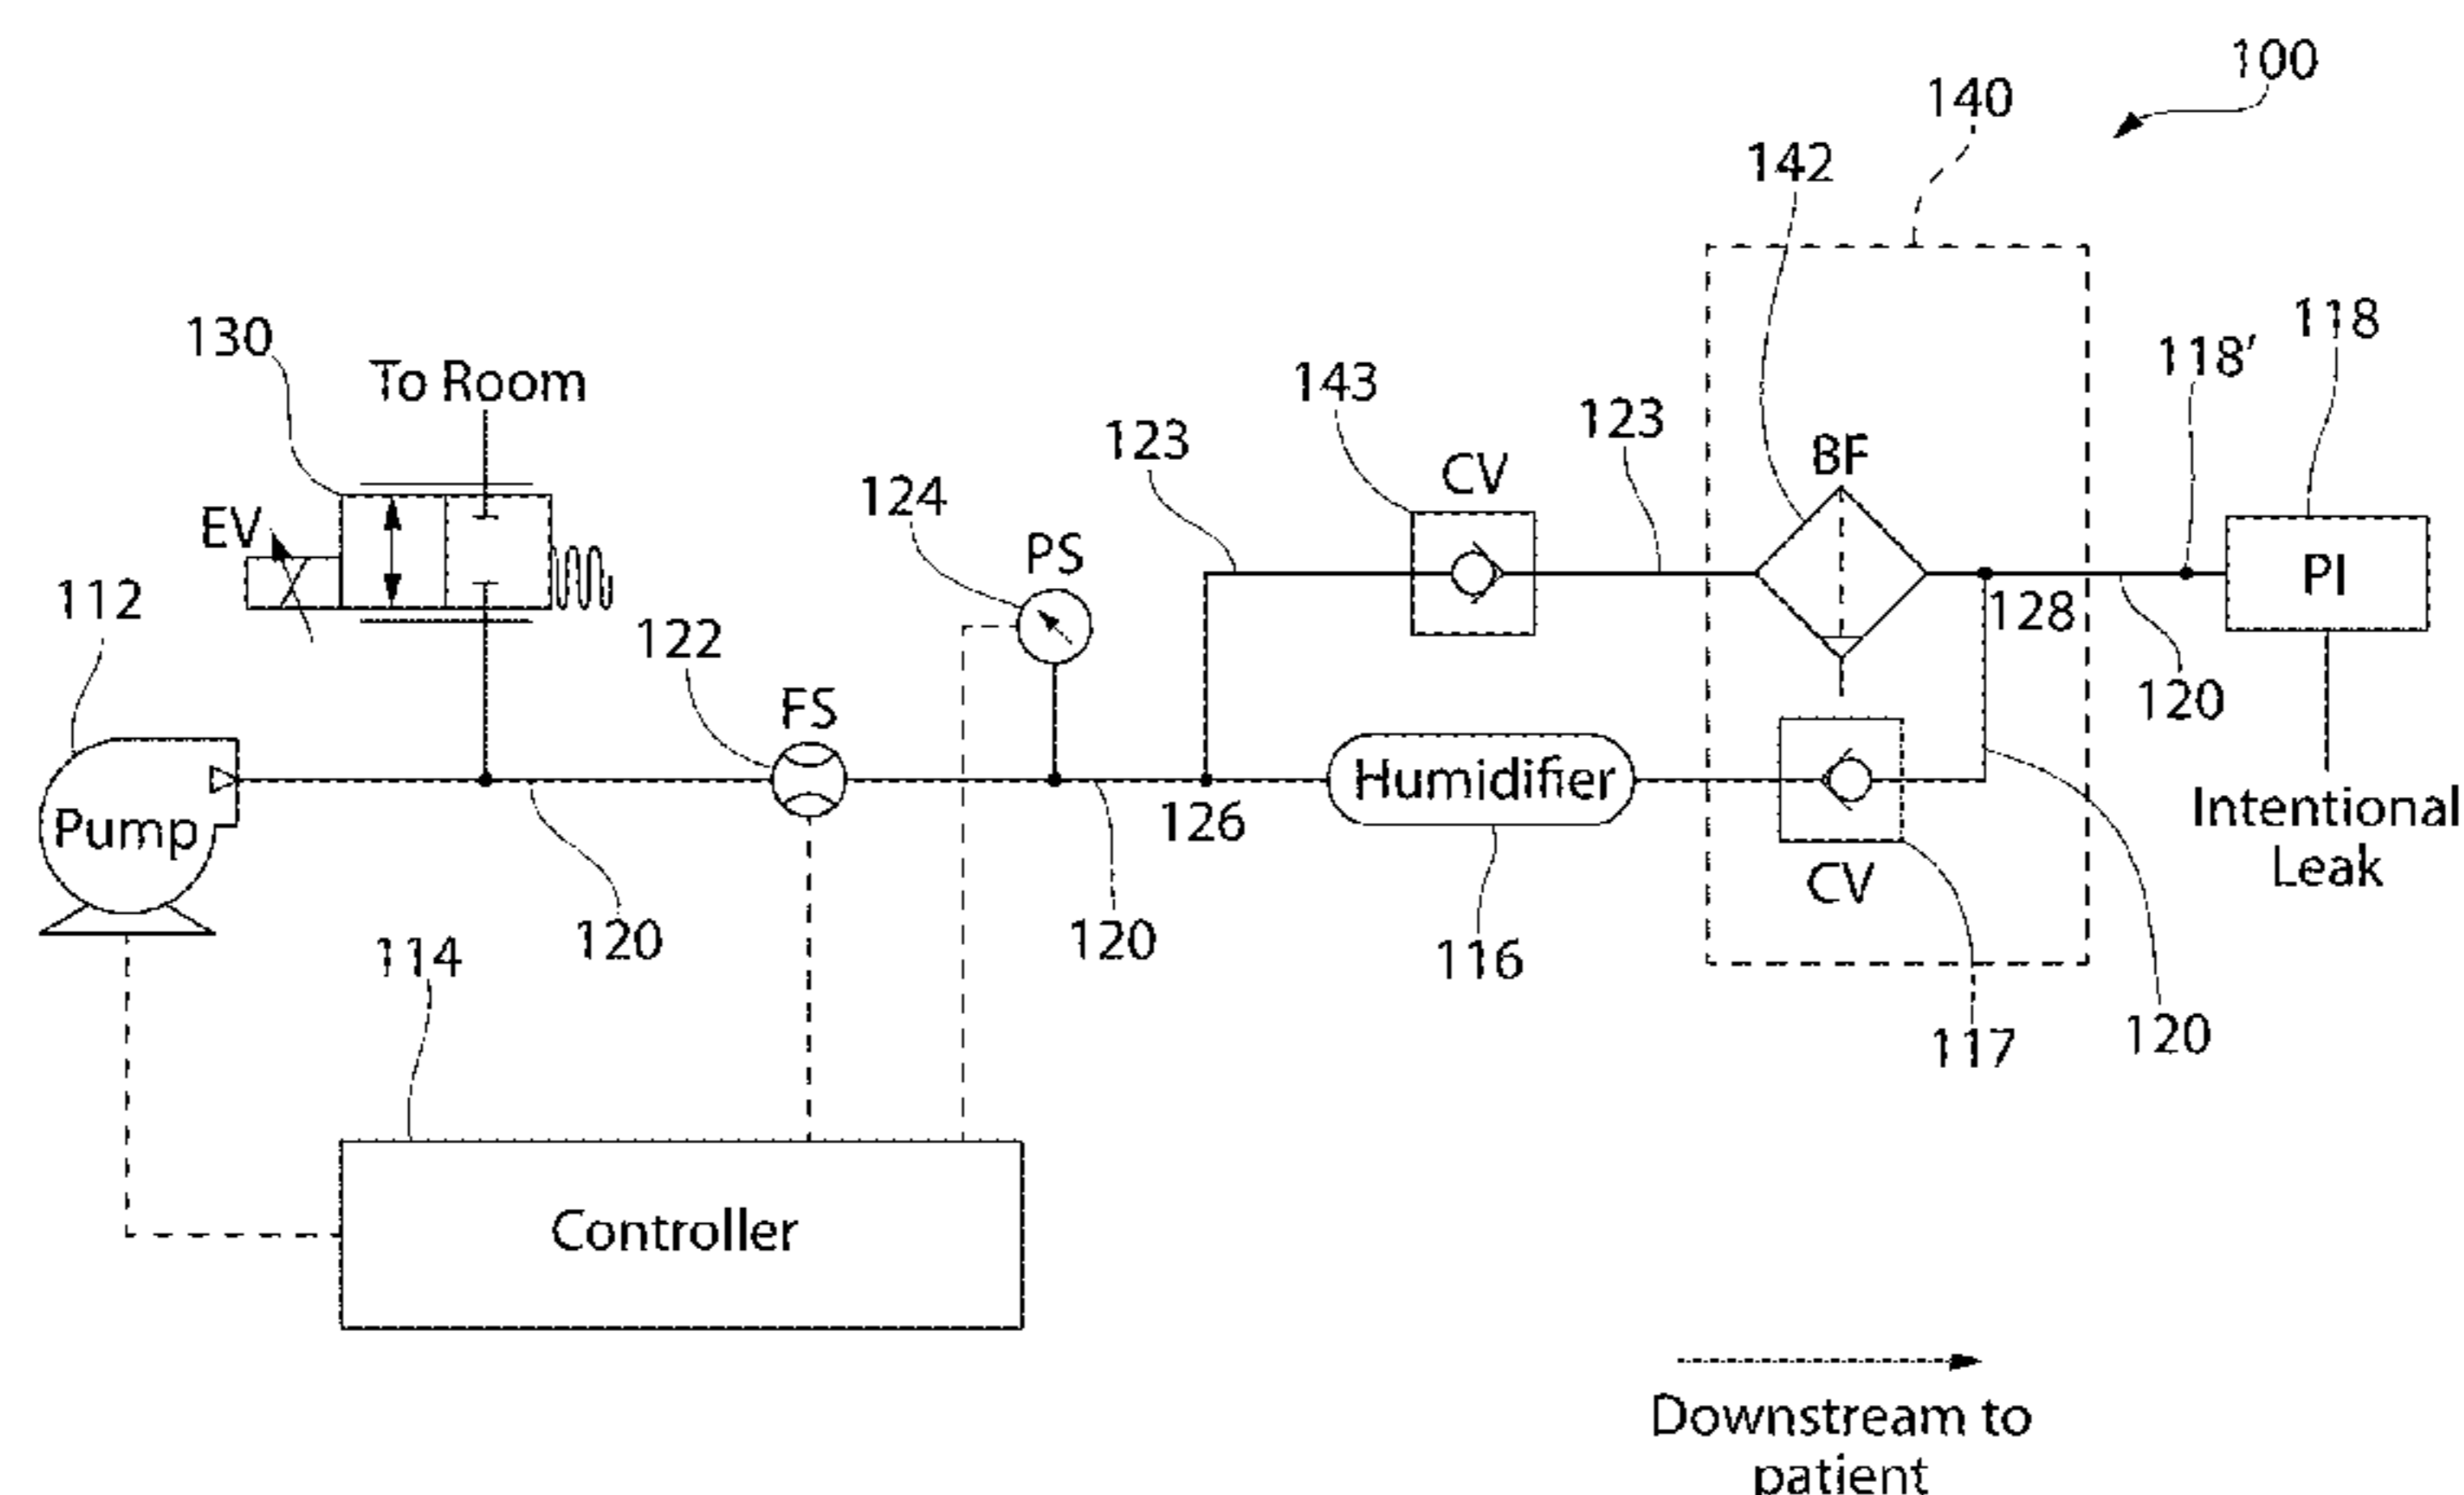 100
140
142
118
118'
130
To Room
143
123
123
CV
BF
124
EV
PS
112
122
PI
128
FS
120
Pump
Humidifier
126
Intentional
Leak
CV
114
120
120
116
117
120
Controller
Downstream to
patient